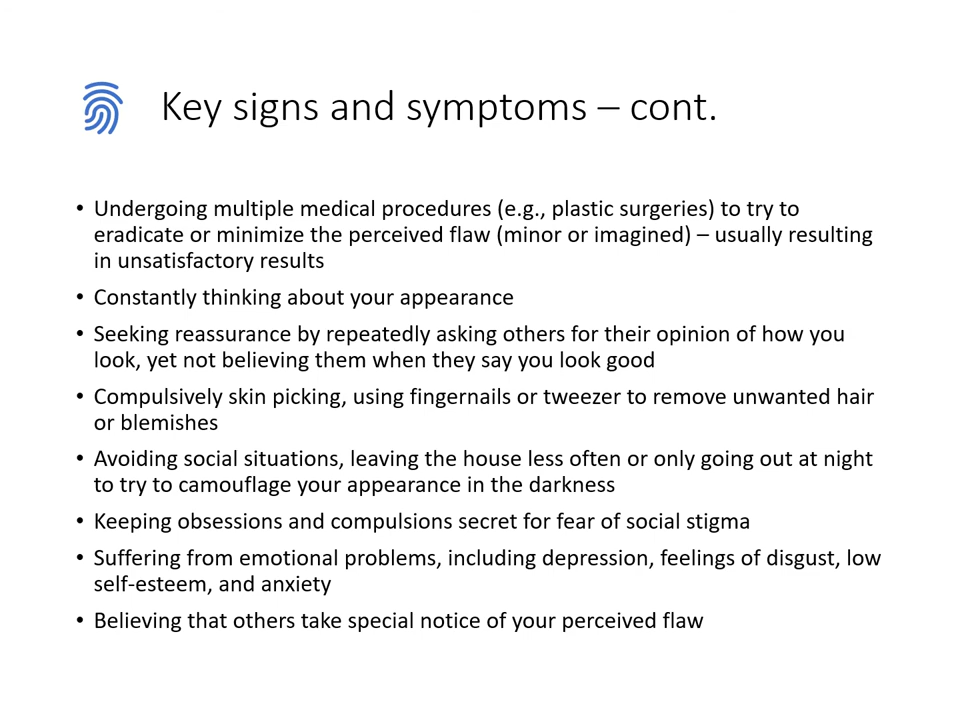 Key signs and symptoms – cont.
• Undergoing multiple medical procedures (e.g., plastic surgeries) to try to
eradicate or minimize the perceived flaw (minor or imagined) – usually resulting
in unsatisfactory results
• Constantly thinking about your appearance
• Seeking reassurance by repeatedly asking others for their opinion of how you
look, yet not believing them when they say you look good
• Compulsively skin picking, using fingernails or tweezer to remove unwanted hair
or blemishes
• Avoiding social situations, leaving the house less often or only going out at night
to try to camouflage your appearance in the darkness
• Keeping obsessions and compulsions secret for fear of social stigma
• Suffering from emotional problems, including depression, feelings of disgust, low
self-esteem, and anxiety
• Believing that others take special notice of your perceived flaw